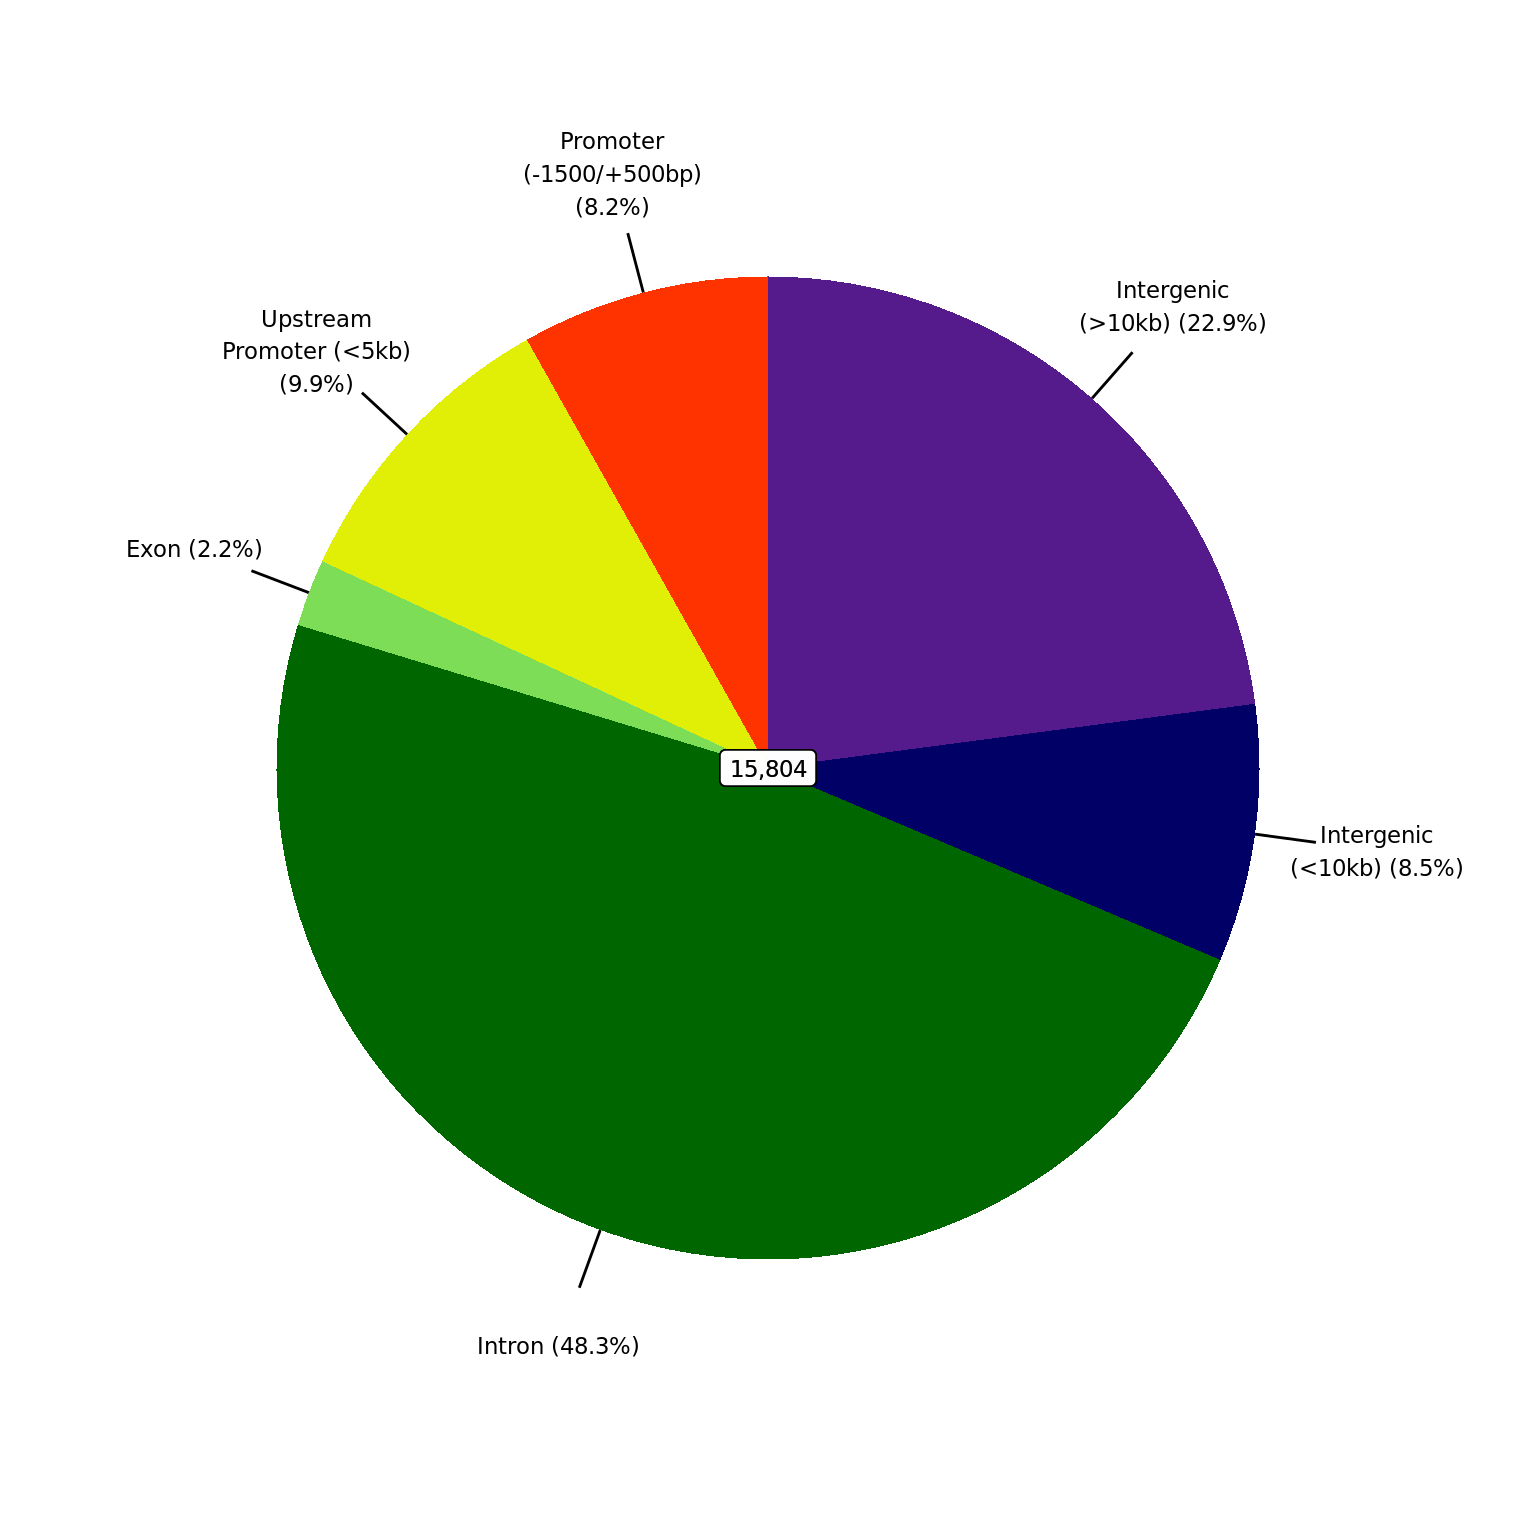 Promoter
(-1500/+500bp)
(8.2%)
Intergenic
(>10kb) (22.9%)
Upstream
Promoter (<5kb)
(9.9%)
Exon (2.2%)
15,804
Intergenic
(<10kb) (8.5%)
Intron (48.3%)